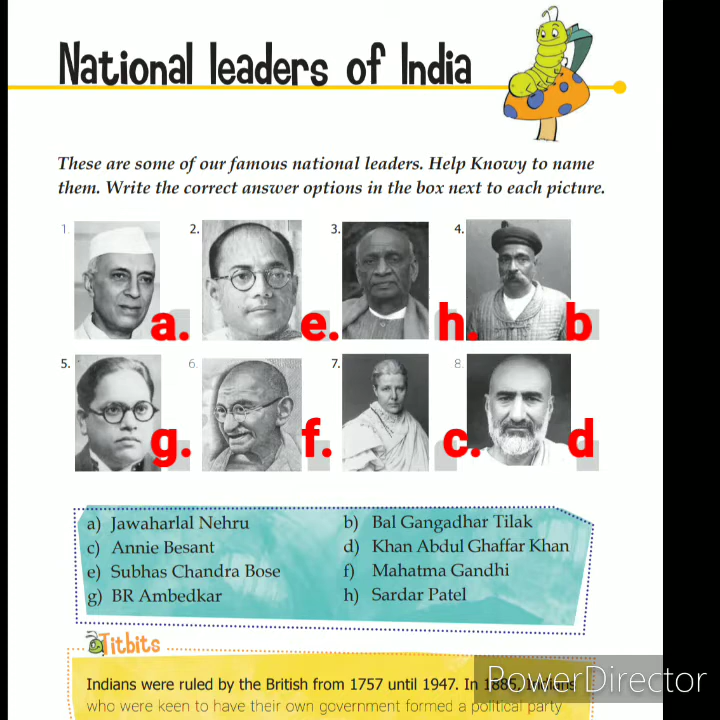 National leaders of India
These are some of our famous national leaders. Help Knowy to name
them. Write the correct answer options in the box next to each picture.
1. 2. 3. 4.
a. e. h. b
5. 6. 7. 8.
g. f. c. d
a) Jawaharlal Nehru b) Bal Gangadhar Tilak
c) Annie Besant d) Khan Abdul Ghaffar Khan
e) Subhas Chandra Bose f) Mahatma Gandhi
g) BR Ambedkar h) Sardar Patel
Titbits
Indians were ruled by the British from 1757 until 1947. In 1885, Indians
who were keen to have their own government formed a political party
PowerDirector